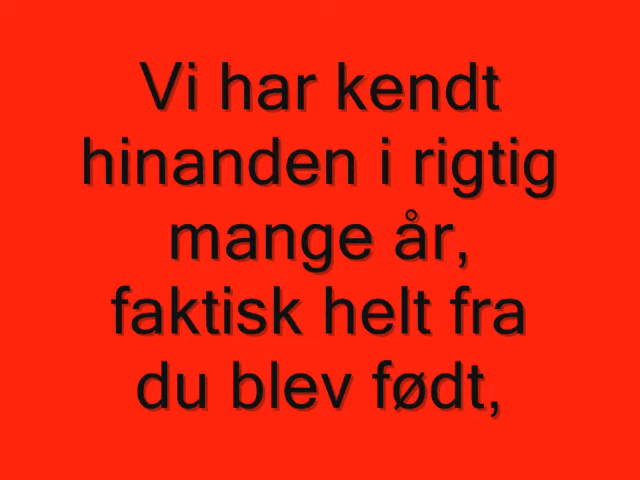 Vi har kendt
hinanden i rigtig
mange år,
faktisk helt fra
du blev født,